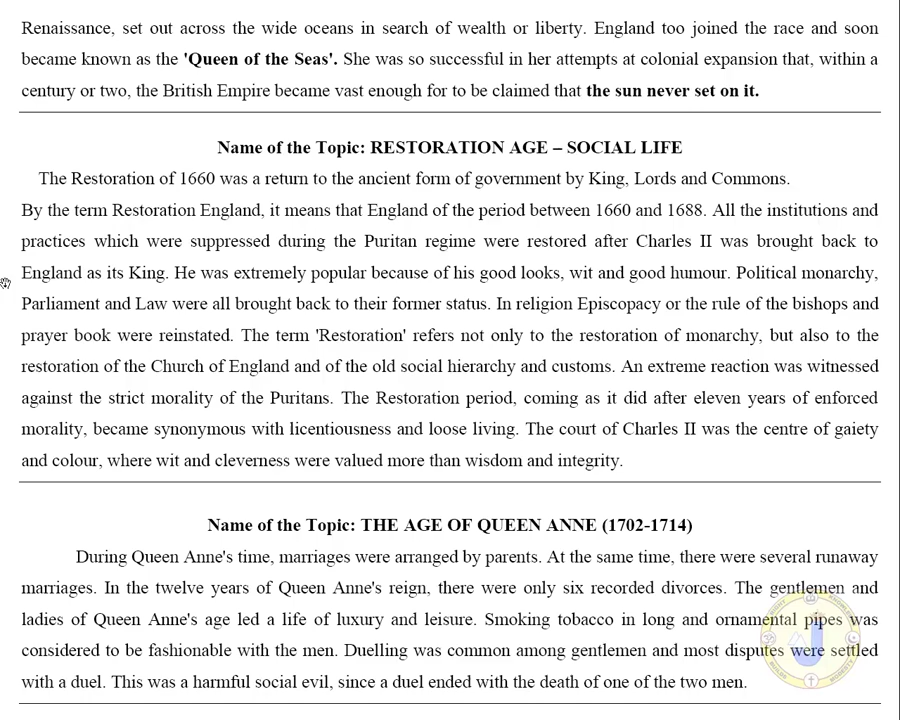 Renaissance, set out across the wide oceans in search of wealth or liberty. England too joined the race and soon
became known as the 'Queen of the Seas'. She was so successful in her attempts at colonial expansion that, within a
century or two, the British Empire became vast enough for to be claimed that the sun never set on it.
Name of the Topic: RESTORATION AGE – SOCIAL LIFE
The Restoration of 1660 was a return to the ancient form of government by King, Lords and Commons.
By the term Restoration England, it means that England of the period between 1660 and 1688. All the institutions and
practices which were suppressed during the Puritan regime were restored after Charles II was brought back to
England as its King. He was extremely popular because of his good looks, wit and good humour. Political monarchy,
Parliament and Law were all brought back to their former status. In religion Episcopacy or the rule of the bishops and
prayer book were reinstated. The term 'Restoration' refers not only to the restoration of monarchy, but also to the
restoration of the Church of England and of the old social hierarchy and customs. An extreme reaction was witnessed
against the strict morality of the Puritans. The Restoration period, coming as it did after eleven years of enforced
morality, became synonymous with licentiousness and loose living. The court of Charles II was the centre of gaiety
and colour, where wit and cleverness were valued more than wisdom and integrity.
Name of the Topic: THE AGE OF QUEEN ANNE (1702-1714)
During Queen Anne's time, marriages were arranged by parents. At the same time, there were several runaway
marriages. In the twelve years of Queen Anne's reign, there were only six recorded divorces. The gentlemen and
ladies of Queen Anne's age led a life of luxury and leisure. Smoking tobacco in long and ornamental pipes was
considered to be fashionable with the men. Duelling was common among gentlemen and most disputes were settled
with a duel. This was a harmful social evil, since a duel ended with the death of one of the two men.